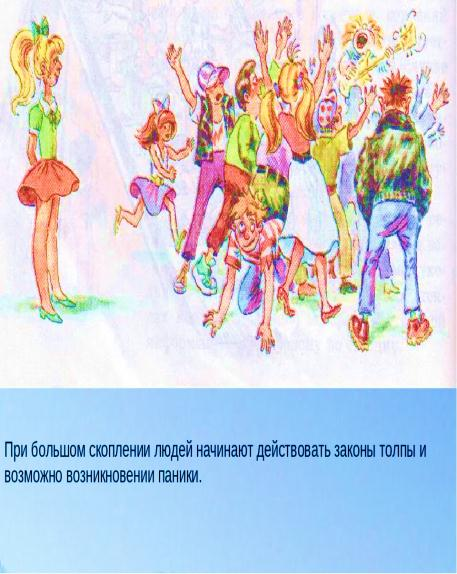 При большом скоплении людей начинают действовать законы толпы и
возможно возникновении паники.